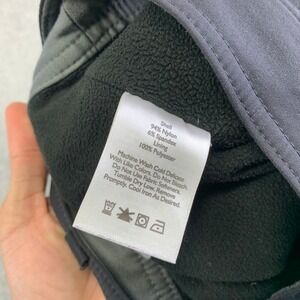 Shell
94% Nylon
6% Spandex
Lining
100% Polyester
Machine Wash Cold Delicate
With Like Colors. Do Not Bleach.
Do Not Use Fabric Softeners.
Tumble Dry Low. Remove
Promptly. Cool Iron As Desired.